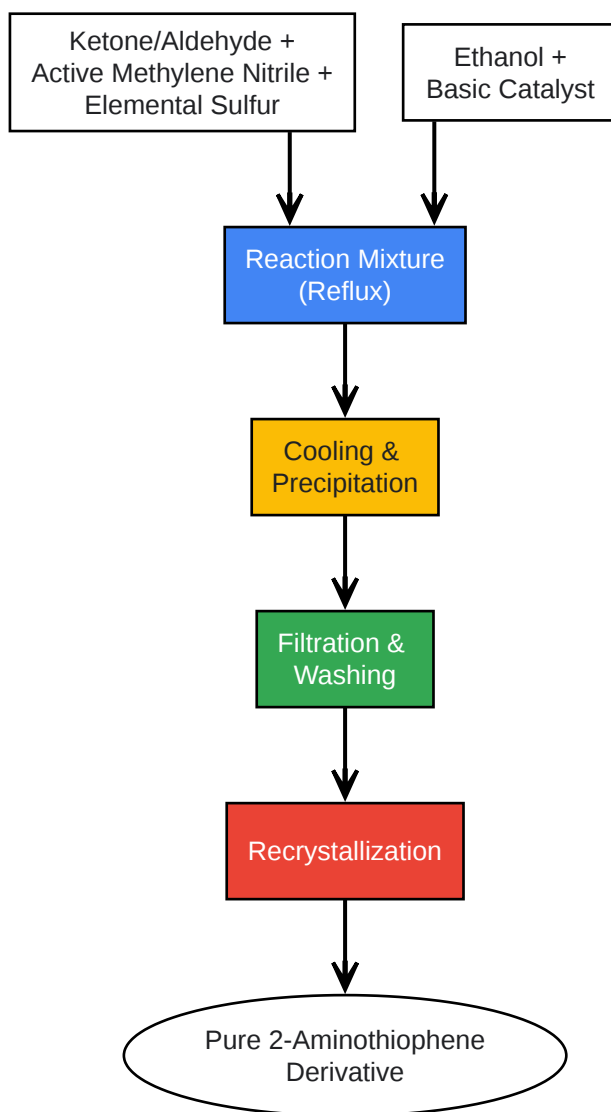 Ketone/Aldehyde +
Active Methylene Nitrile +
Elemental Sulfur
Ethanol +
Basic Catalyst
Reaction Mixture
(Reflux)
Cooling &
Precipitation
Filtration &
Washing
Recrystallization
Pure 2-Aminothiophene
Derivative